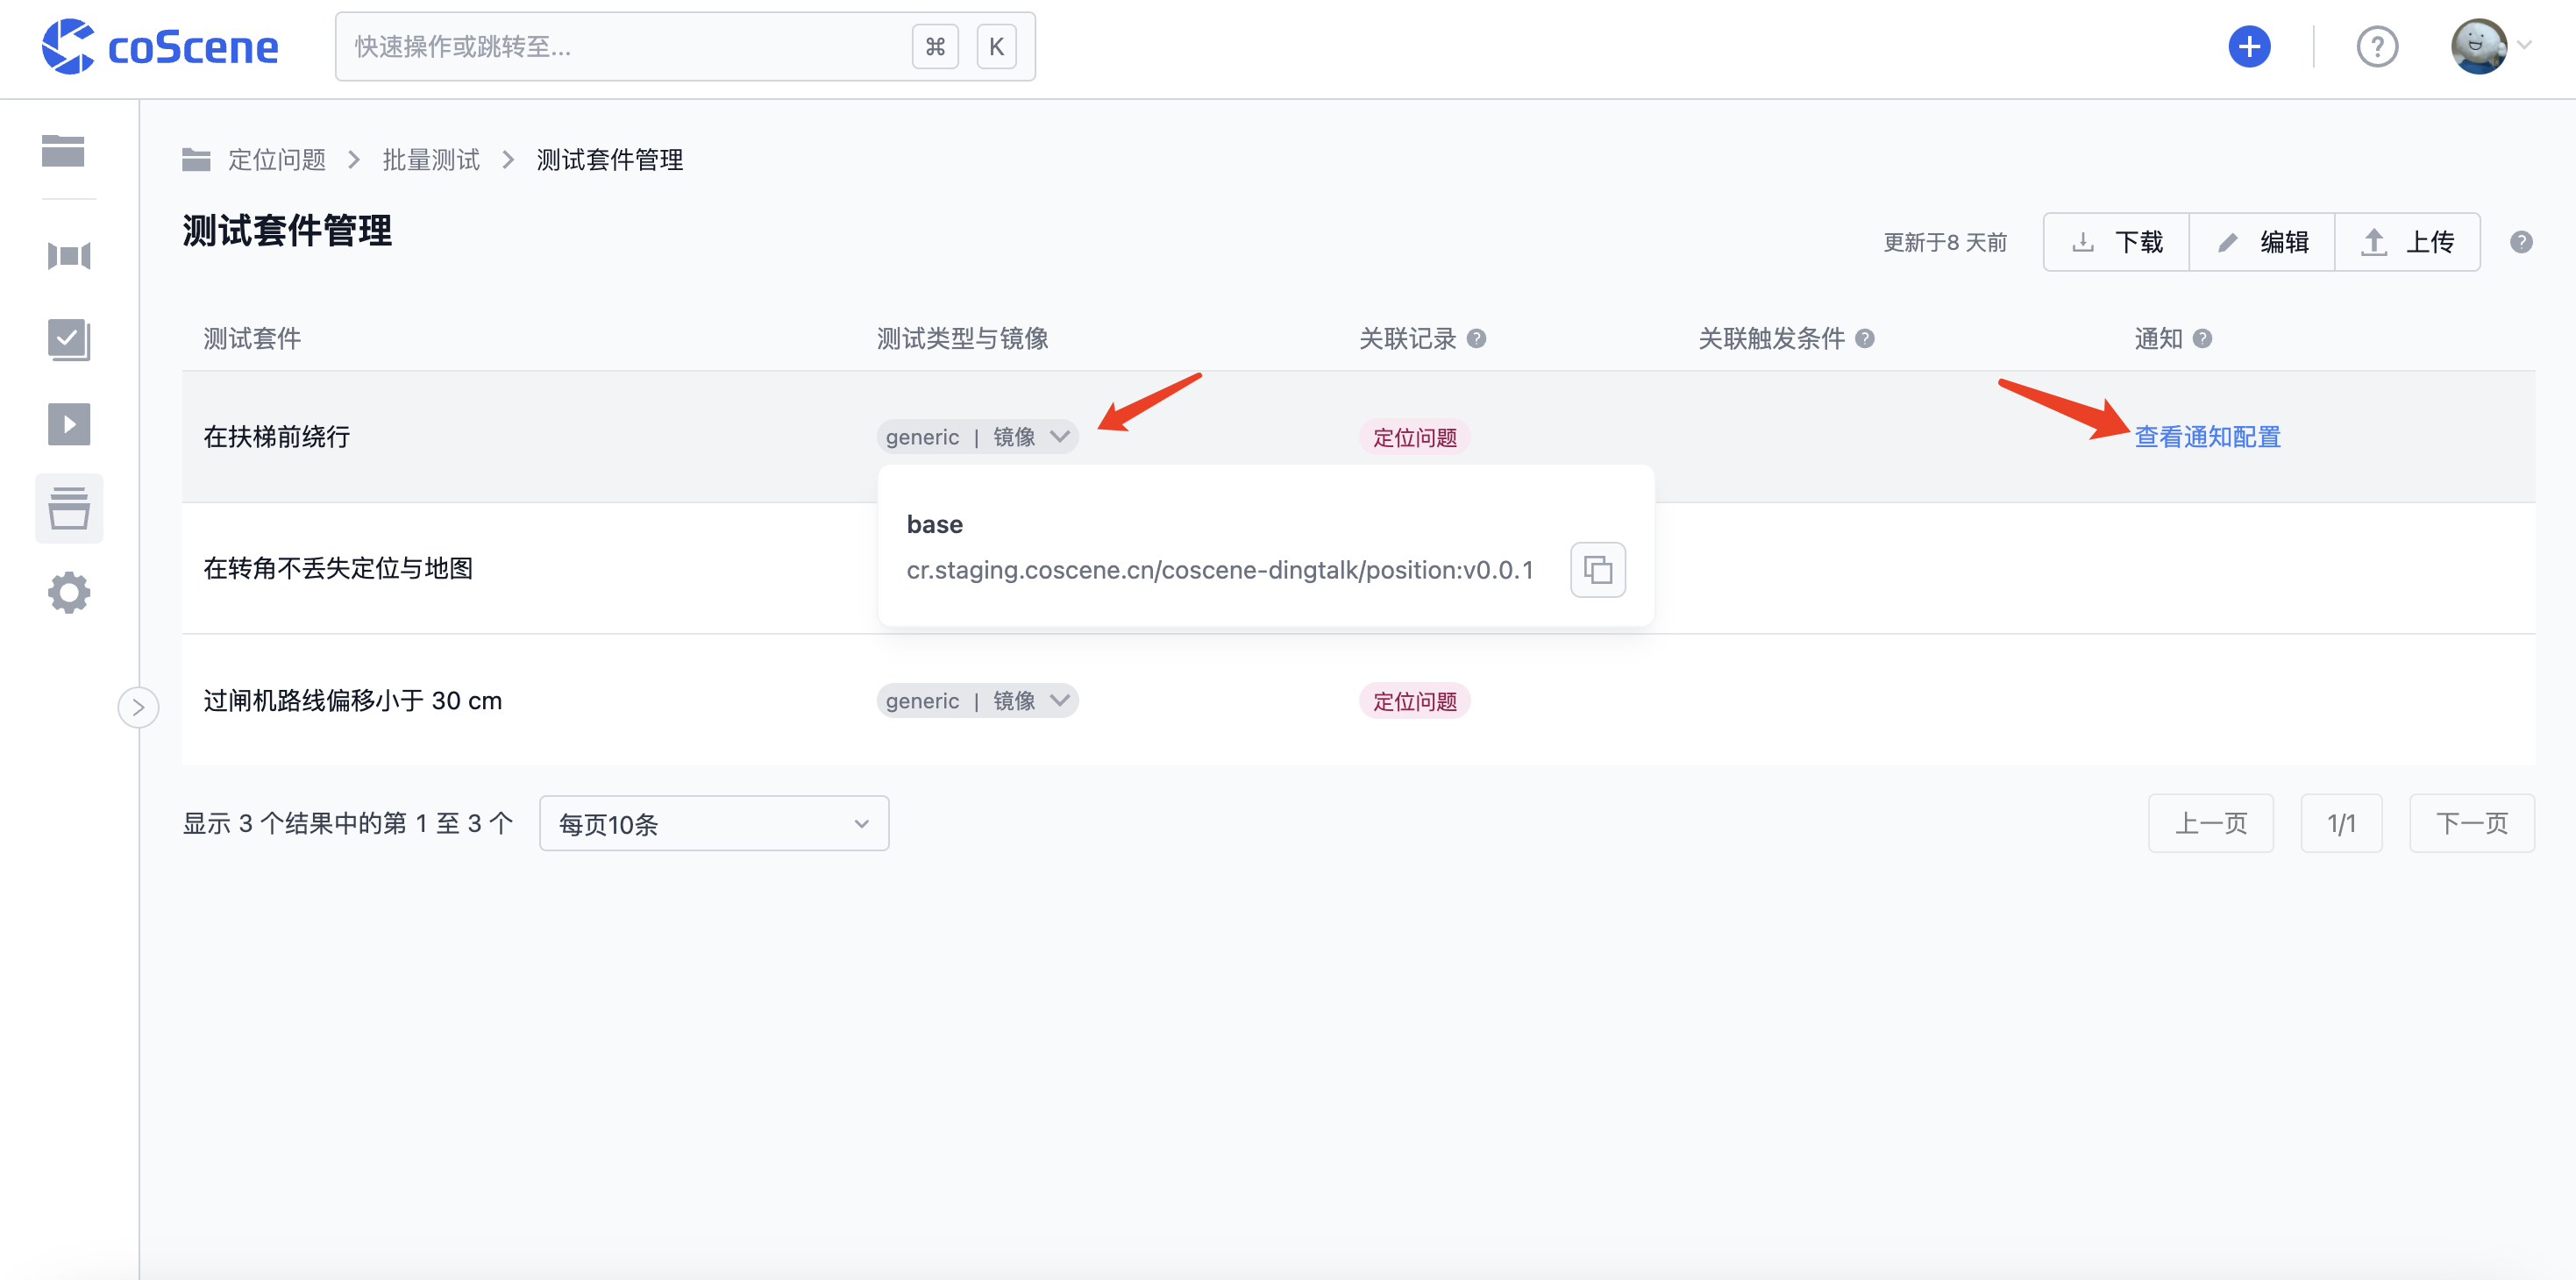 coScene
快速操作或跳转至...
⌘ K
定位问题 > 批量测试 > 测试套件管理
测试套件管理
更新于8 天前
下载
编辑
上传
测试套件 测试类型与镜像 关联记录 关联触发条件 通知
在扶梯前绕行 generic | 镜像 定位问题 查看通知配置
base
cr.staging.coscene.cn/coscene-dingtalk/position:v0.0.1
在转角不丢失定位与地图
过闸机路线偏移小于 30 cm generic | 镜像 定位问题
显示 3 个结果中的第 1 至 3 个 每页10条 上一页 1/1 下一页